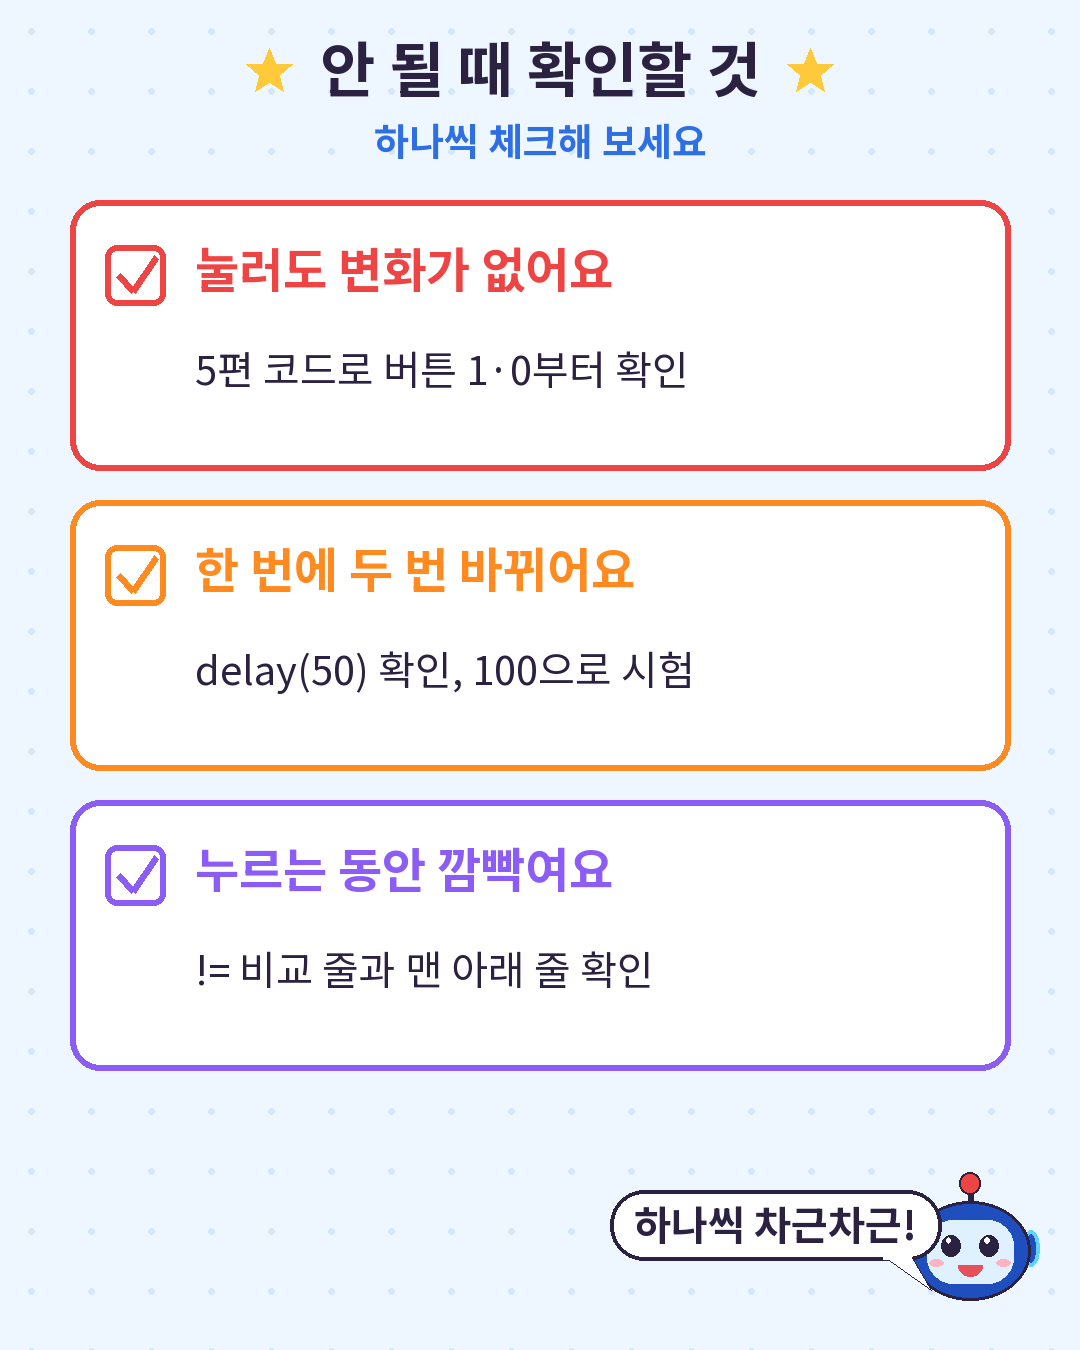 안 될 때 확인할 것
하나씩 체크해 보세요
눌러도 변화가 없어요
5편 코드로 버튼 1·0부터 확인
한 번에 두 번 바뀌어요
delay(50) 확인, 100으로 시험
누르는 동안 깜빡여요
!= 비교 줄과 맨 아래 줄 확인
하나씩 차근차근!